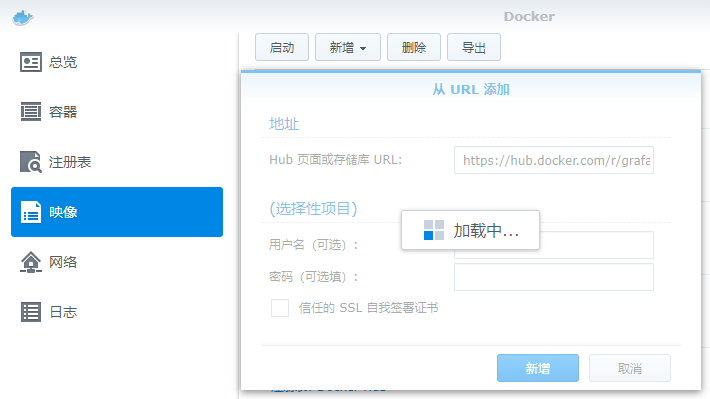 Docker
总览
容器
注册表
映像
网络
日志
启动 新增 删除 导出
从 URL 添加
地址
Hub 页面或存储库 URL: https://hub.docker.com/r/grafa
(选择性项目)
加载中...
用户名（可选）:
密码（可选填）:
信任的 SSL 自我签署证书
新增 取消